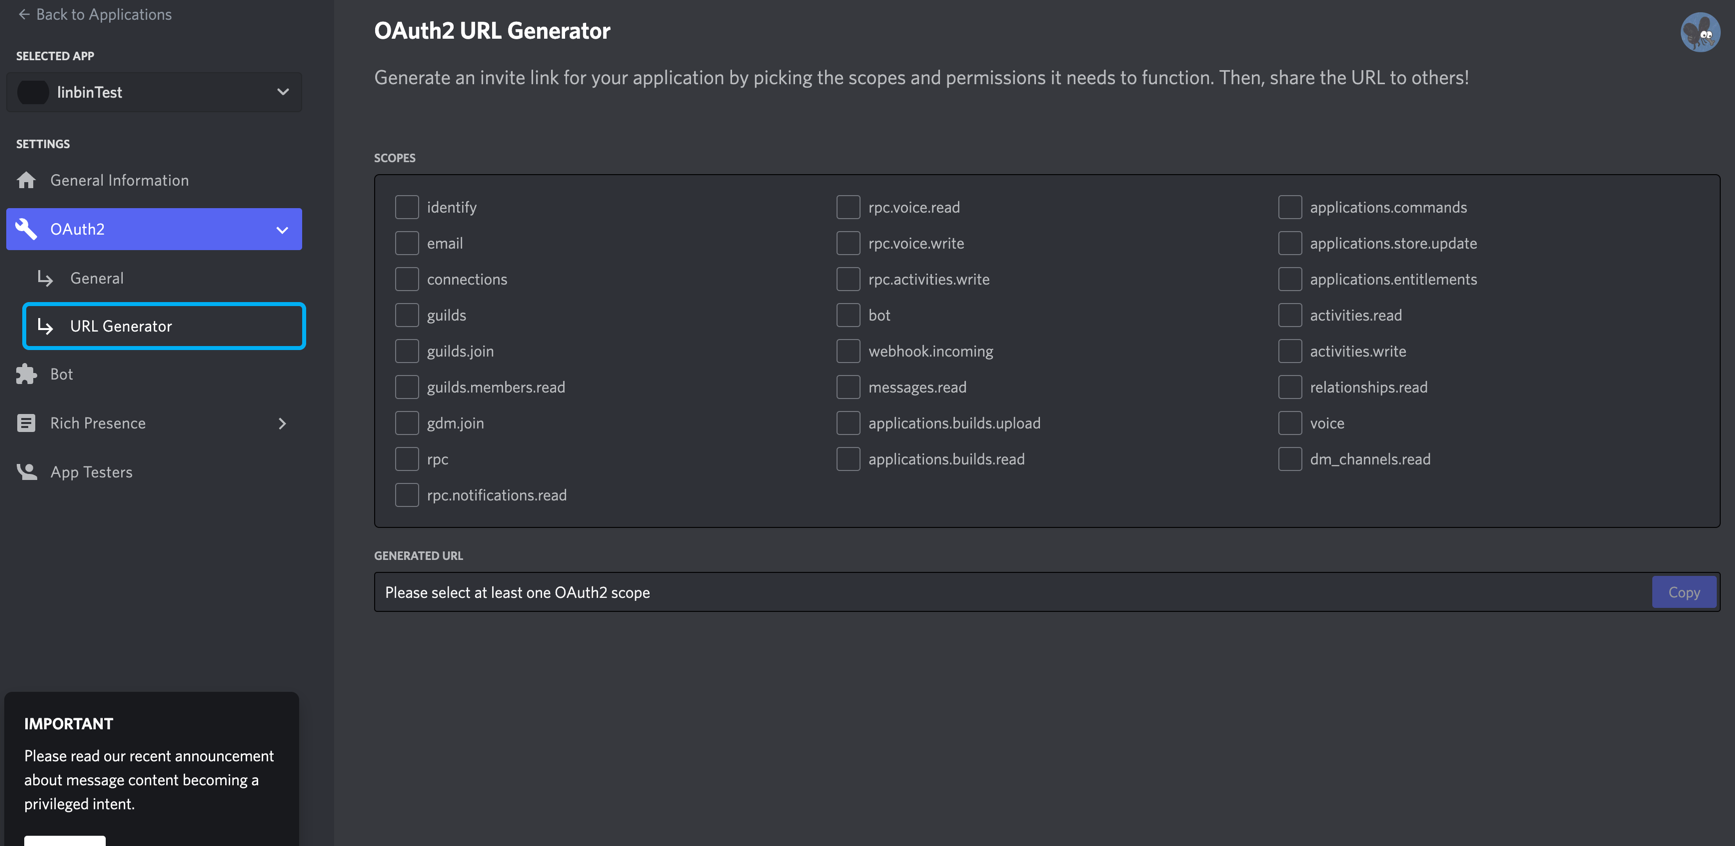 ← Back to Applications
SELECTED APP
linbinTest
SETTINGS
General Information
OAuth2
General
URL Generator
Bot
Rich Presence
App Testers
IMPORTANT
Please read our recent announcement
about message content becoming a
privileged intent.
OAuth2 URL Generator
Generate an invite link for your application by picking the scopes and permissions it needs to function. Then, share the URL to others!
SCOPES
identify
email
connections
guilds
guilds.join
guilds.members.read
gdm.join
rpc
rpc.notifications.read
rpc.voice.read
rpc.voice.write
rpc.activities.write
bot
webhook.incoming
messages.read
applications.builds.upload
applications.builds.read
applications.commands
applications.store.update
applications.entitlements
activities.read
activities.write
relationships.read
voice
dm_channels.read
GENERATED URL
Please select at least one OAuth2 scope
Copy